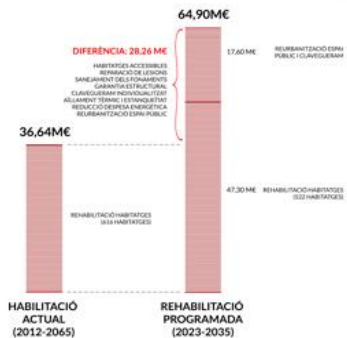 64,90M€
DIFERÈNCIA: 28,26 M€
HABITATGES ACCESSIBLES
REPARACIÓ DE LESIONS
SANEJAMENT DELS FONAMENTS
GARANTIA ESTRUCTURAL
CLAVEGUERAM INDIVIDUALITZAT
AÏLLAMENT TÈRMIC I ESTANQUITAT
REDUCCIÓ DESPESA ENERGÈTICA
REURBANITZACIÓ ESPAI PÚBLIC
17,60 M€
REURBANITZACIÓ ESPAI
PÚBLIC I CLAVEGUERAM
36,64M€
REHABILITACIÓ HABITATGES
(616 HABITATGES)
47,30 M€
REHABILITACIÓ HABITATGES
(522 HABITATGES)
HABILITACIÓ
ACTUAL
(2012-2065)
REHABILITACIÓ
PROGRAMADA
(2023-2035)